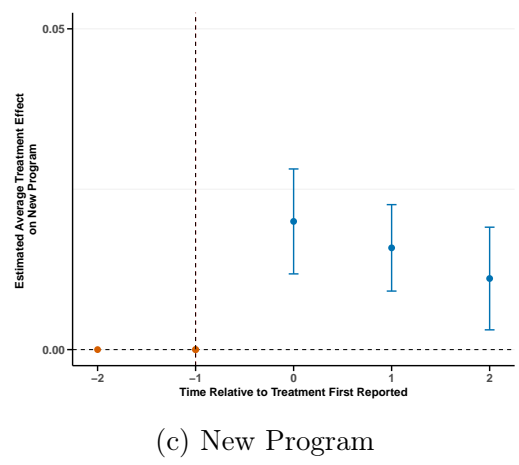 0.05
0.00
Estimated Average Treatment Effect
on New Program
−2
−1
0
1
2
Time Relative to Treatment First Reported
(c) New Program